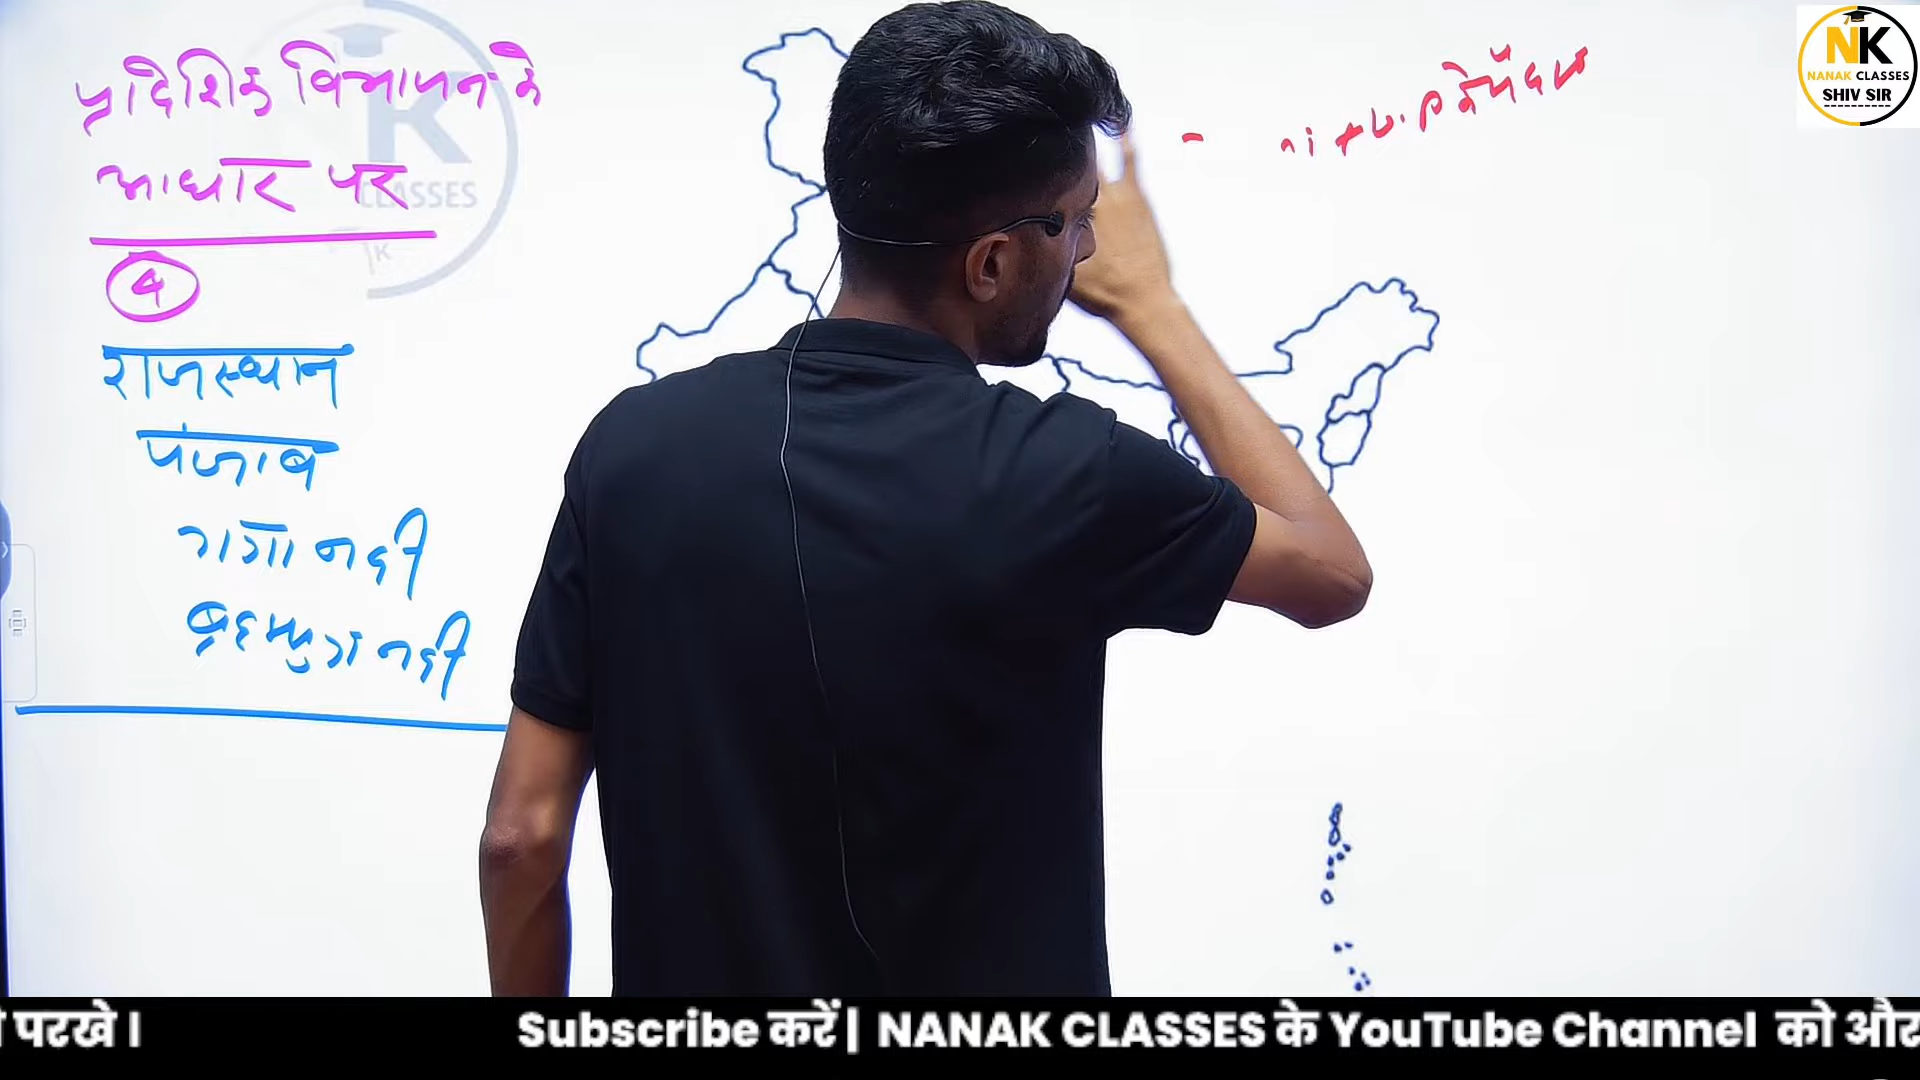 प्रादेशिक विभाजन के
आधार पर
4
राजस्थान
पंजाब
गंगा नदी
ब्रह्मपुत्र नदी
K
CLASSES
K
NK
NANAK CLASSES
SHIV SIR
परखे । Subscribe करें | NANAK CLASSES के YouTube Channel को और